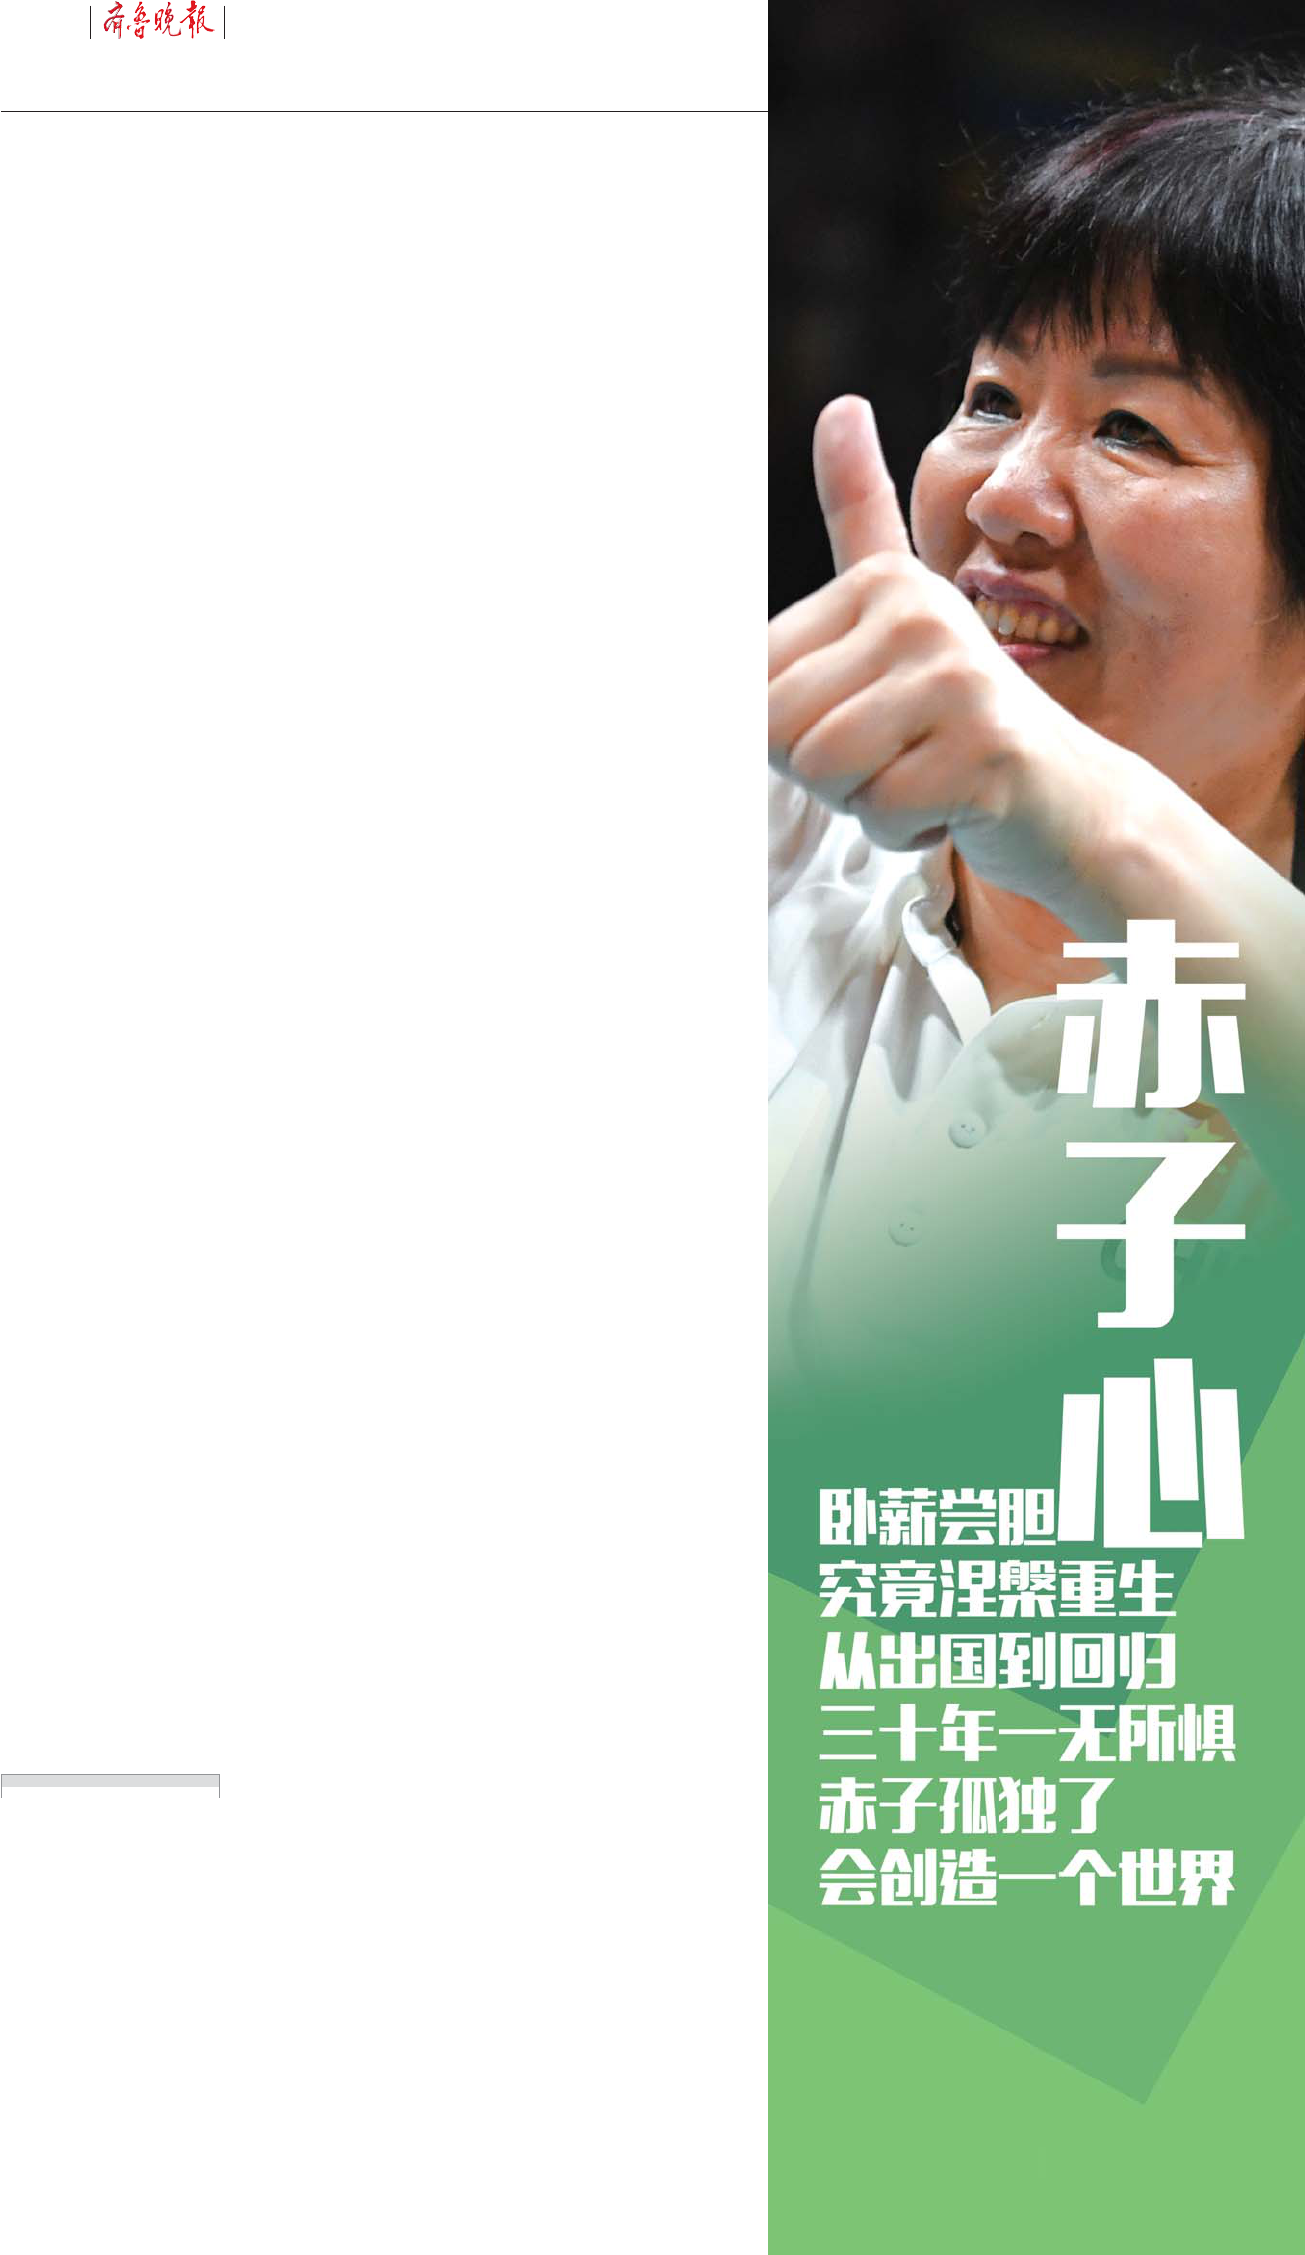 齐鲁晚报
赤子心
卧薪尝胆
究竟涅槃重生
从出国到回归
三十年一无所惧
赤子孤独了
会创造一个世界